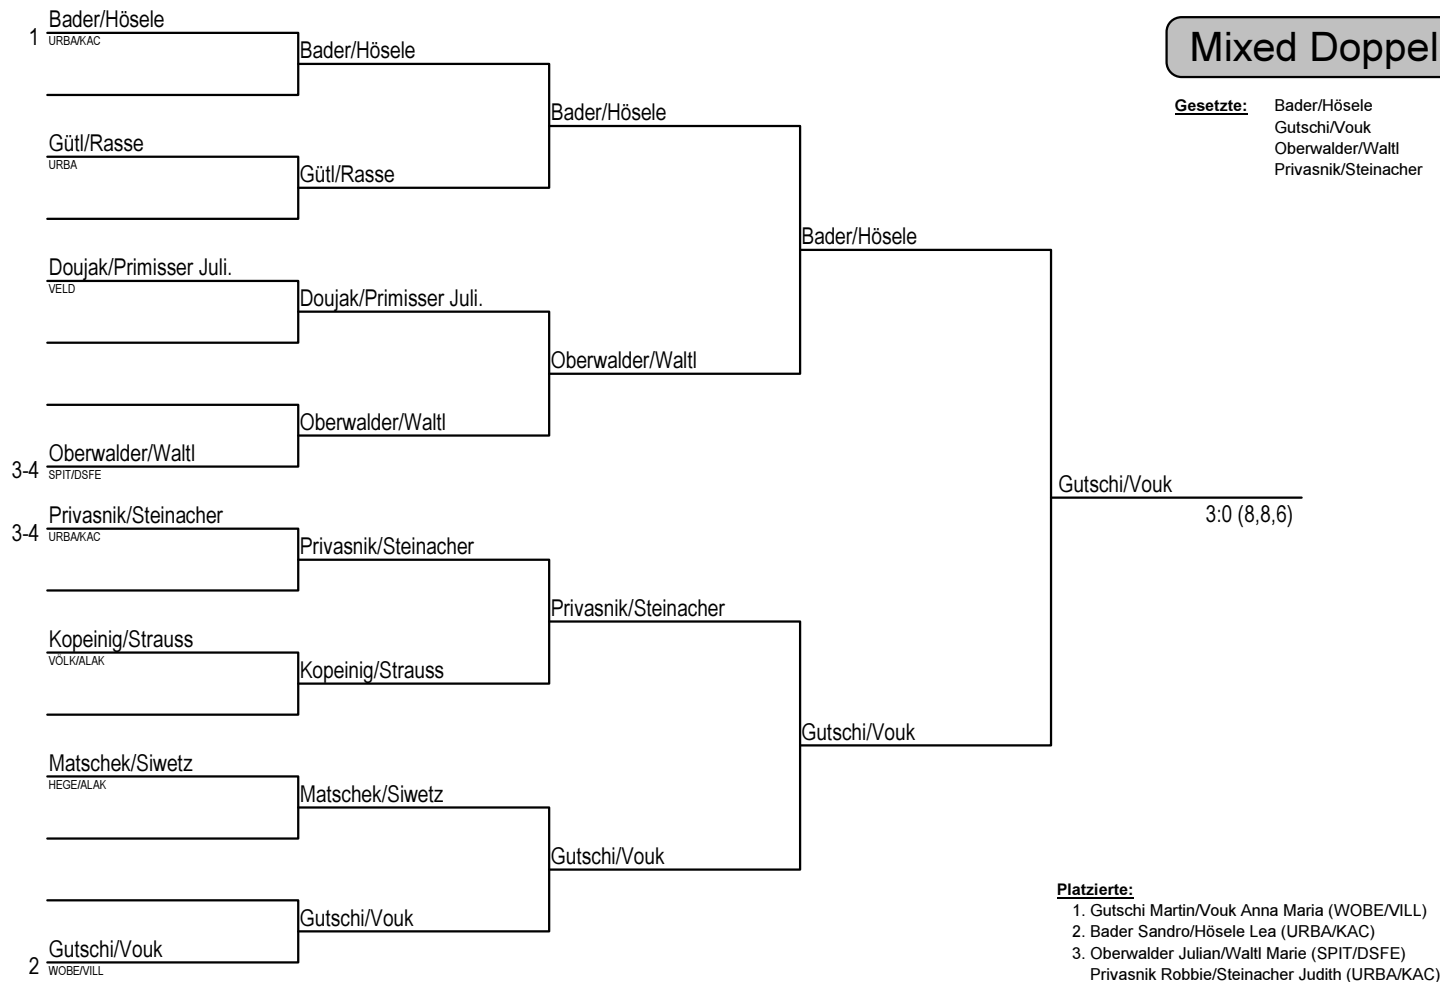 Mixed Doppel
Gesetzte: Bader/Hösele
Gutschi/Vouk
Oberwalder/Waltl
Privasnik/Steinacher
1 Bader/Hösele
URBA/KAC
Gütl/Rasse
URBA
Doujak/Primisser Juli.
VELD
3-4 Oberwalder/Waltl
SPIT/DSFE
3-4 Privasnik/Steinacher
URBA/KAC
Kopeinig/Strauss
VÖLK/ALAK
Matschek/Siwetz
HEGE/ALAK
2 Gutschi/Vouk
WOBE/VILL
Bader/Hösele
Gütl/Rasse
Doujak/Primisser Juli.
Oberwalder/Waltl
Privasnik/Steinacher
Kopeinig/Strauss
Matschek/Siwetz
Gutschi/Vouk
Bader/Hösele
Oberwalder/Waltl
Privasnik/Steinacher
Gutschi/Vouk
Bader/Hösele
Gutschi/Vouk
Gutschi/Vouk
3:0 (8,8,6)
Platzierte:
1. Gutschi Martin/Vouk Anna Maria (WOBE/VILL)
2. Bader Sandro/Hösele Lea (URBA/KAC)
3. Oberwalder Julian/Waltl Marie (SPIT/DSFE)
Privasnik Robbie/Steinacher Judith (URBA/KAC)